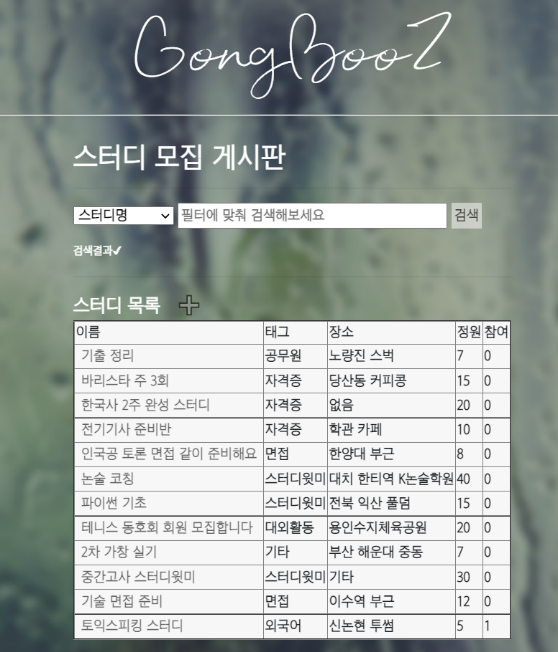 GongBooZ
스터디 모집 게시판
스터디명 필터에 맞춰 검색해보세요 검색
검색결과✔
스터디 목록
이름 태그 장소 정원 참여
기출 정리 공무원 노량진 스벅 7 0
바리스타 주 3회 자격증 당산동 커피콩 15 0
한국사 2주 완성 스터디 자격증 없음 20 0
전기기사 준비반 자격증 학관 카페 10 0
인국공 토론 면접 같이 준비해요 면접 한양대 부근 8 0
논술 코칭 스터디윗미 대치 한티역 K논술학원 40 0
파이썬 기초 스터디윗미 전북 익산 풀덤 15 0
테니스 동호회 회원 모집합니다 대외활동 용인수지체육공원 20 0
2차 가창 실기 기타 부산 해운대 중동 7 0
중간고사 스터디윗미 스터디윗미 기타 30 0
기술 면접 준비 면접 이수역 부근 12 0
토익스피킹 스터디 외국어 신논현 투썸 5 1